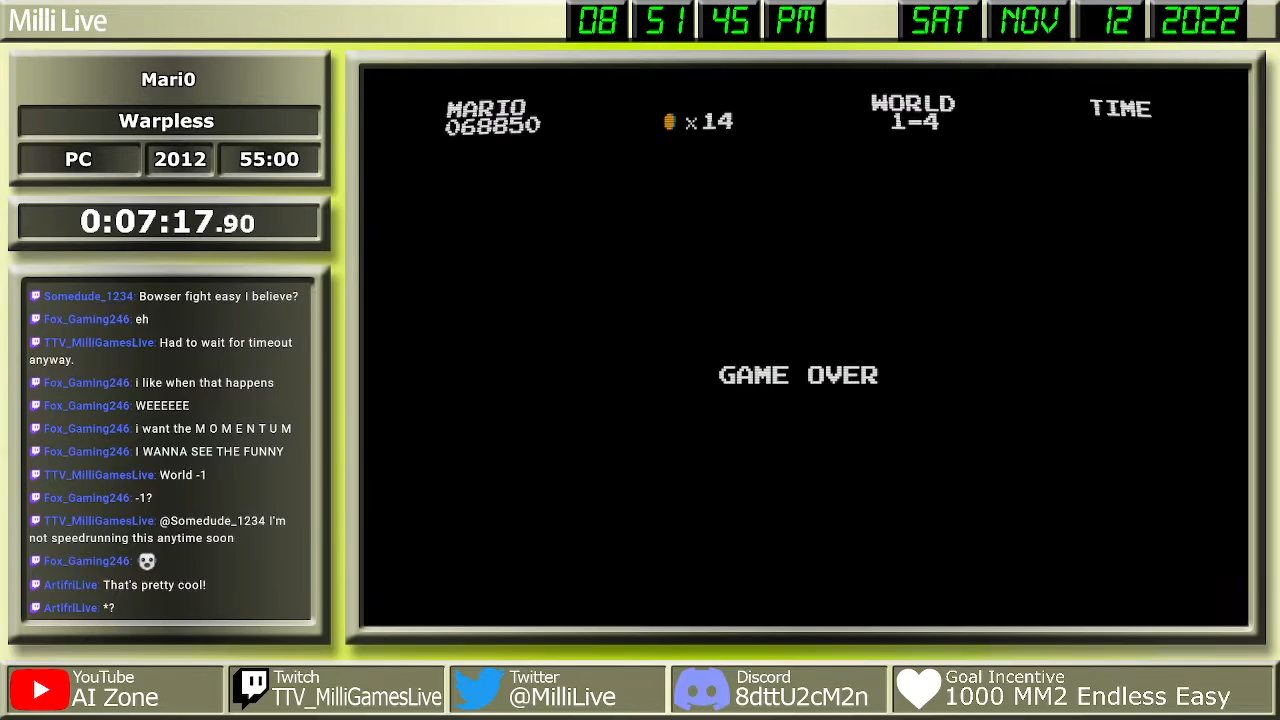 Milli Live
08 51 45 PM SAT NOV 12 2022
Mari0
Warpless
PC 2012 55:00
0:07:17.90
Somedude_1234: Bowser fight easy I believe?
Fox_Gaming246: eh
TTV_MilliGamesLive: Had to wait for timeout
anyway.
Fox_Gaming246: i like when that happens
Fox_Gaming246: WEEEEEE
Fox_Gaming246: i want the M O M E N T U M
Fox_Gaming246: I WANNA SEE THE FUNNY
TTV_MilliGamesLive: World -1
Fox_Gaming246: -1?
TTV_MilliGamesLive: @Somedude_1234 I'm
not speedrunning this anytime soon
Fox_Gaming246:
ArtifriLive: That's pretty cool!
ArtifriLive: *?
MARIO WORLD TIME
068850 x14 1-4
GAME OVER
YouTube
AI Zone
Twitch
TTV_MilliGamesLive
Twitter
@MilliLive
Discord
8dttU2cM2n
Goal Incentive
1000 MM2 Endless Easy